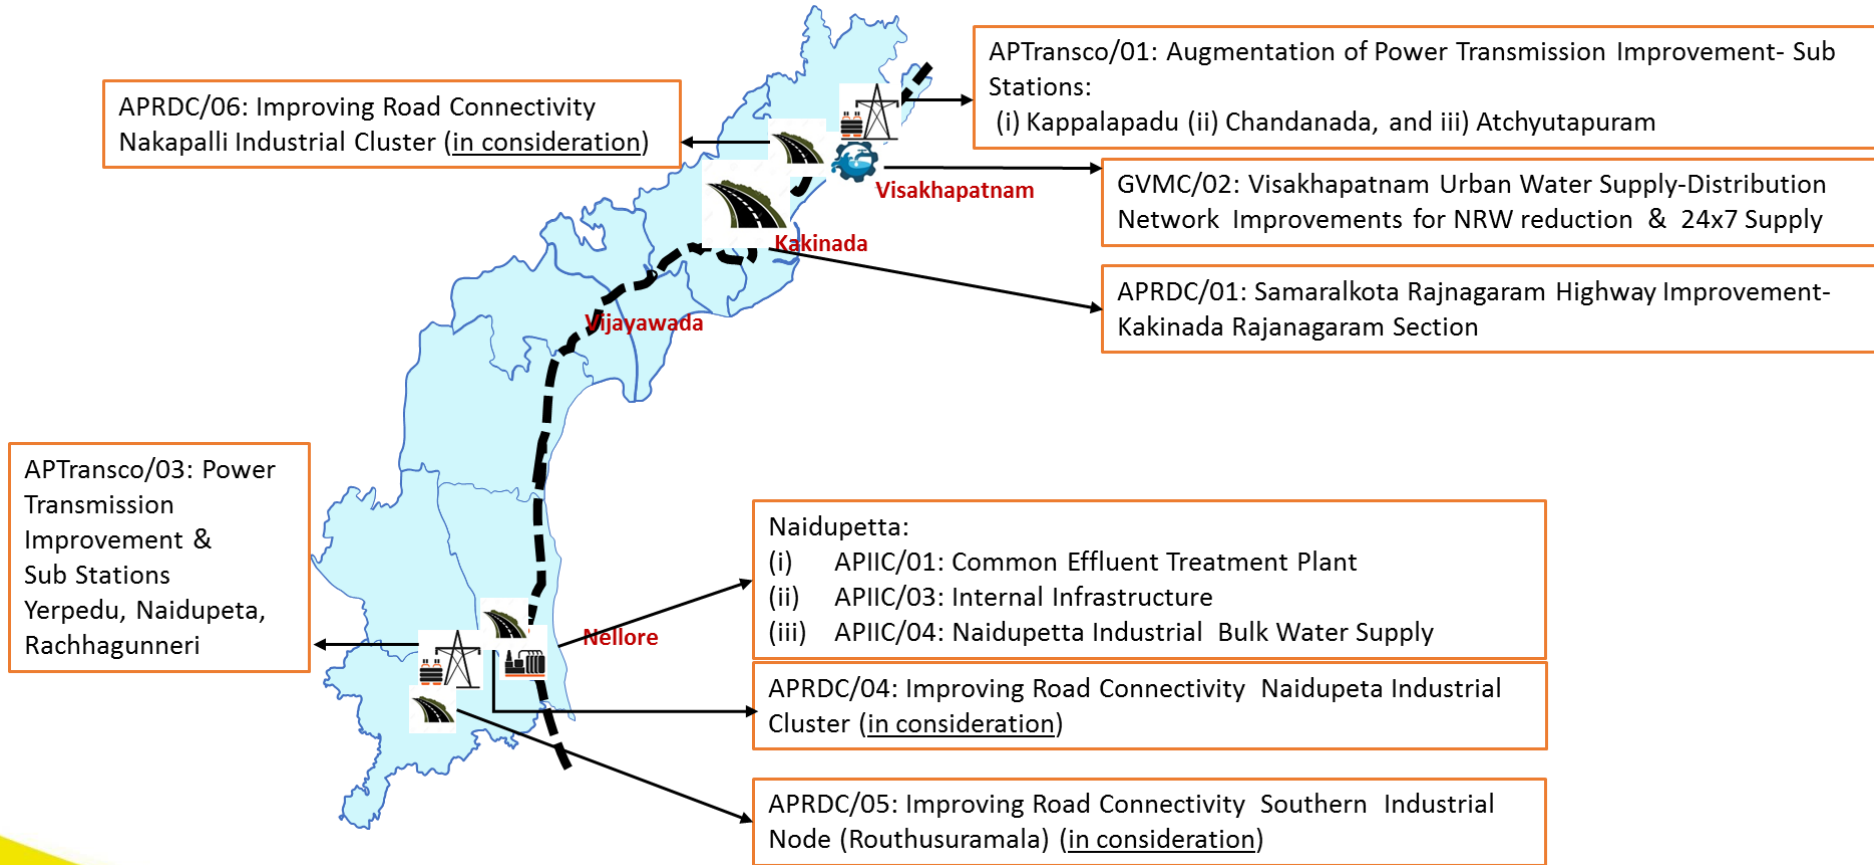 APTransco/01: Augmentation of Power Transmission Improvement- Sub
Stations:
(i) Kappalapadu (ii) Chandanada, and iii) Atchyutapuram
APRDC/06: Improving Road Connectivity
Nakapalli Industrial Cluster (in consideration)
GVMC/02: Visakhapatnam Urban Water Supply-Distribution
Network Improvements for NRW reduction & 24x7 Supply
Visakhapatnam
Kakinada
APRDC/01: Samaralkota Rajnagaram Highway Improvement-
Kakinada Rajanagaram Section
Vijayawada
APTransco/03: Power
Transmission
Improvement &
Sub Stations
Yerpedu, Naidupeta,
Rachhagunneri
Naidupetta:
(i) APIIC/01: Common Effluent Treatment Plant
(ii) APIIC/03: Internal Infrastructure
(iii) APIIC/04: Naidupetta Industrial Bulk Water Supply
Nellore
APRDC/04: Improving Road Connectivity Naidupeta Industrial
Cluster (in consideration)
APRDC/05: Improving Road Connectivity Southern Industrial
Node (Routhusuramala) (in consideration)